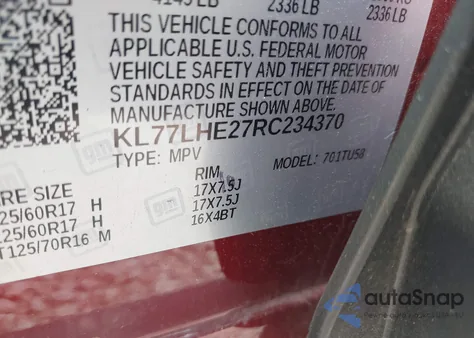 2336 LB
2336 LB
THIS VEHICLE CONFORMS TO ALL
APPLICABLE U.S. FEDERAL MOTOR
VEHICLE SAFETY AND THEFT PREVENTION
STANDARDS IN EFFECT ON THE DATE OF
MANUFACTURE SHOWN ABOVE.
KL77LHE27RC234370
TYPE: MPV MODEL: 701TU58
RE SIZE RIM
25/60R17 H 17X7.5J
25/60R17 H 17X7.5J
T125/70R16 M 16X4BT
gm
autoSnap